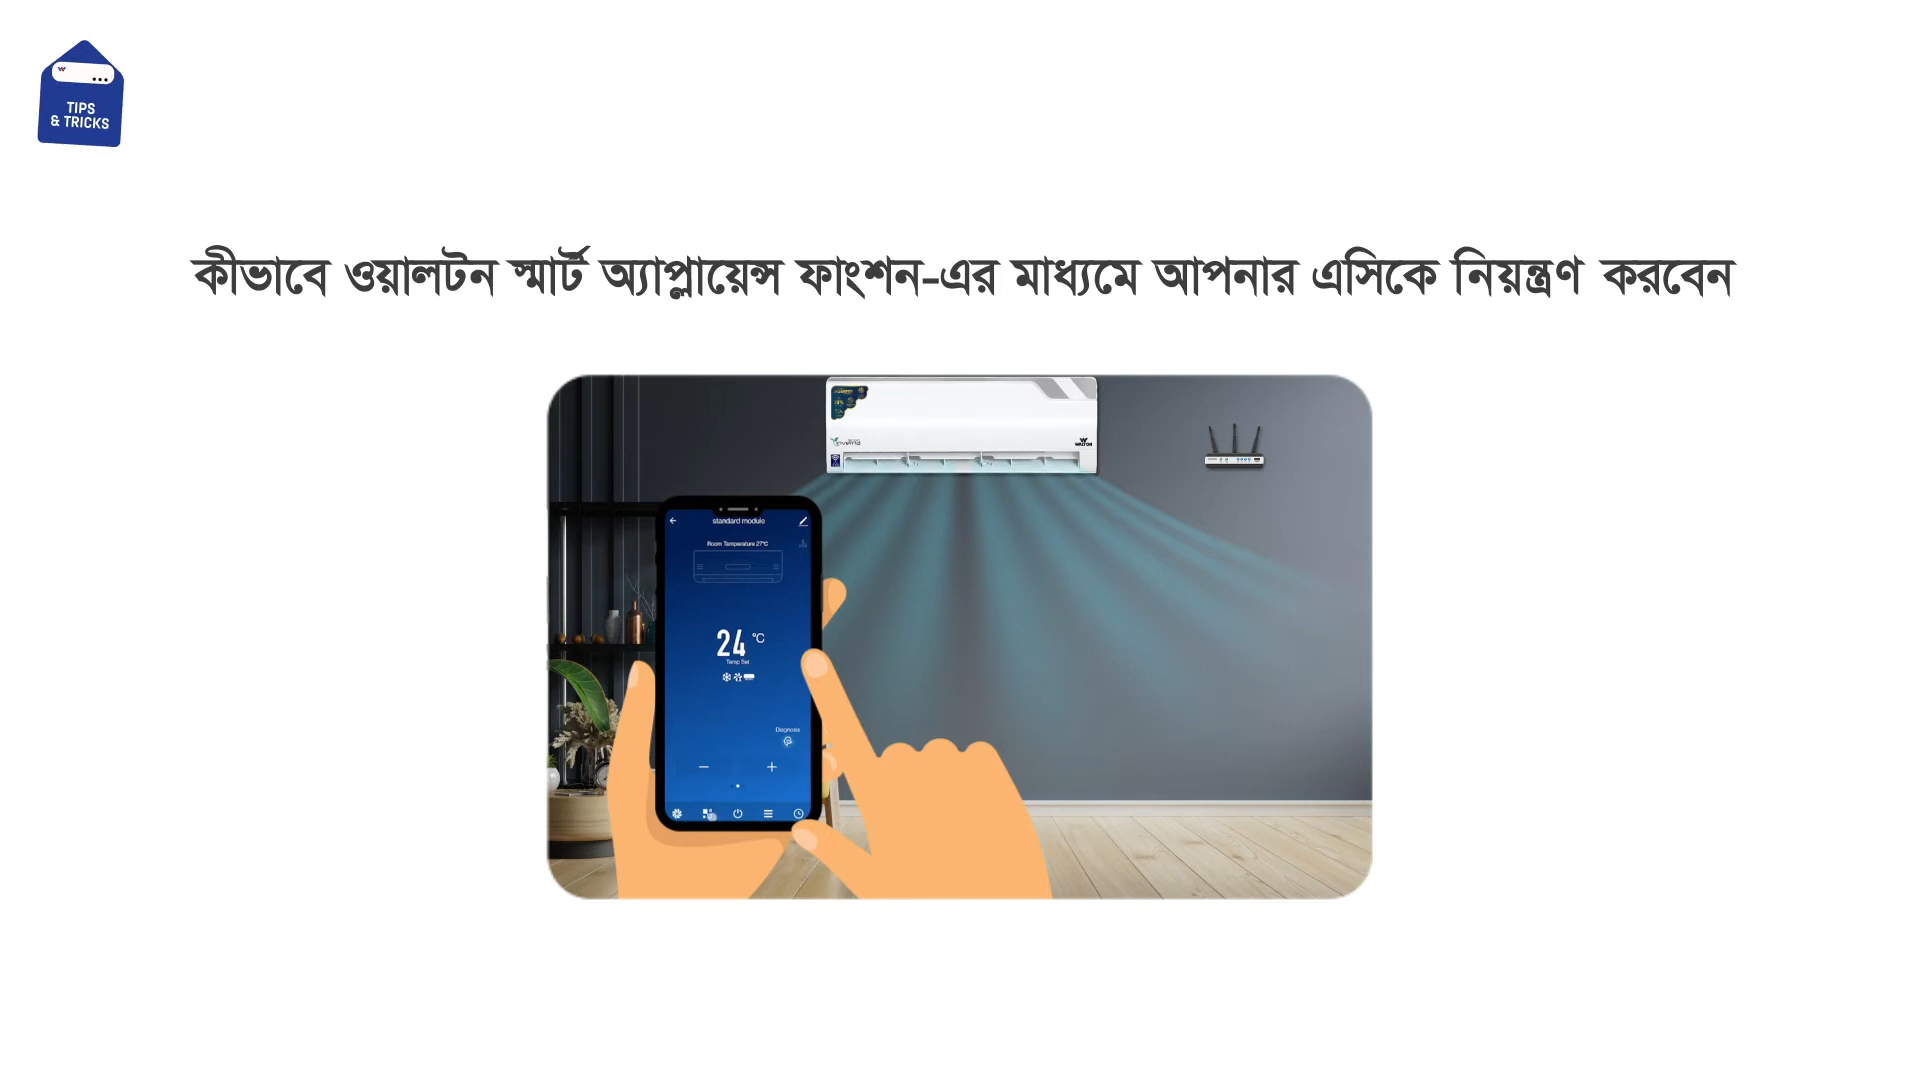 TIPS
& TRICKS
কীভাবে ওয়ালটন স্মার্ট অ্যাপ্লায়েন্স ফাংশন-এর মাধ্যমে আপনার এসিকে নিয়ন্ত্রণ করবেন
WALTON
standard module
Room Temperature 27°C
24 °C
Temp Set
Diagnosis